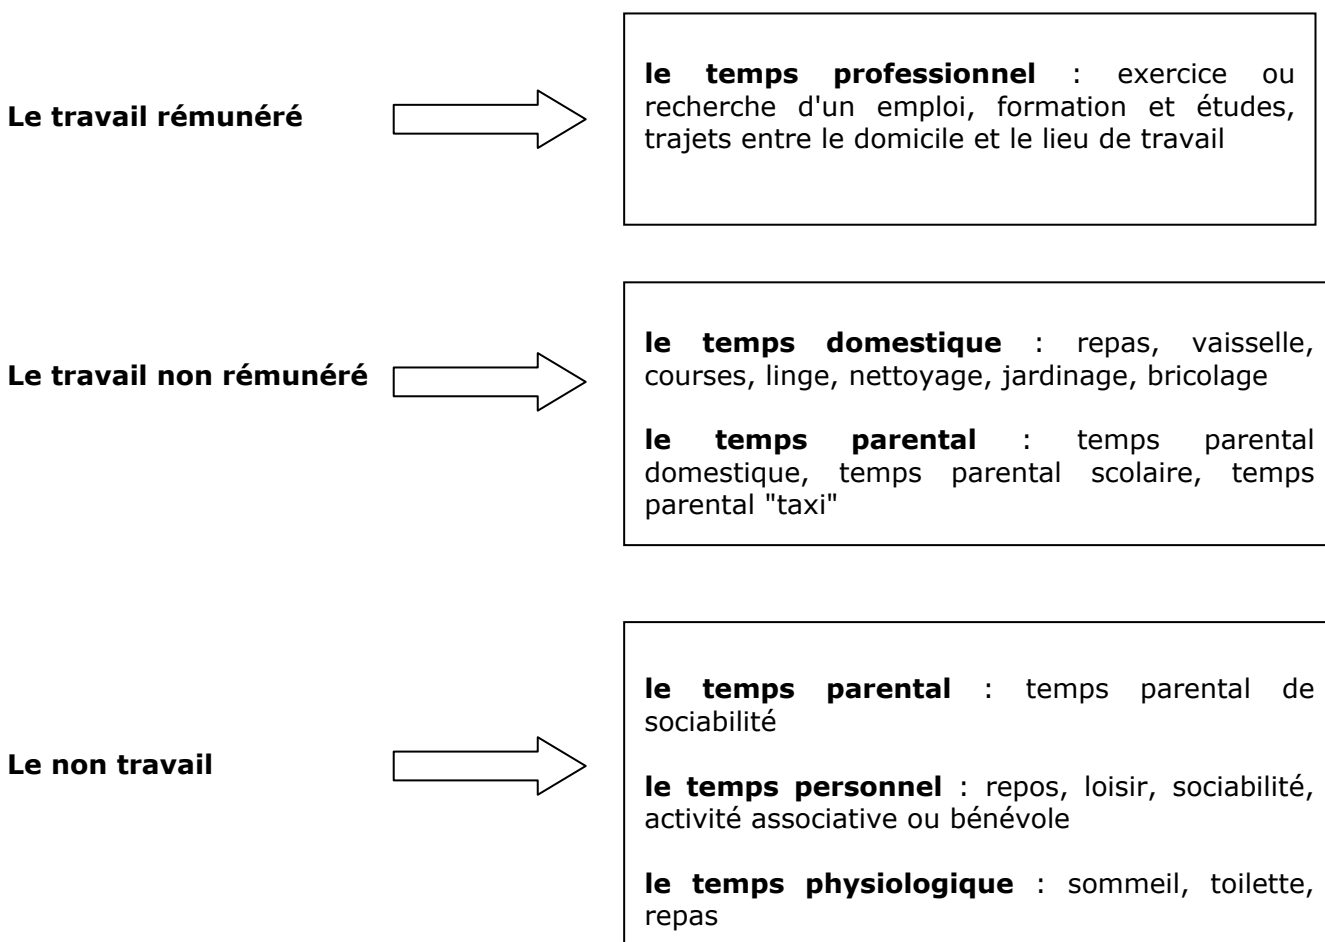 Le travail rémunéré
le temps professionnel : exercice ou
recherche d'un emploi, formation et études,
trajets entre le domicile et le lieu de travail
Le travail non rémunéré
le temps domestique : repas, vaisselle,
courses, linge, nettoyage, jardinage, bricolage
le temps parental : temps parental
domestique, temps parental scolaire, temps
parental "taxi"
Le non travail
le temps parental : temps parental de
sociabilité
le temps personnel : repos, loisir, sociabilité,
activité associative ou bénévole
le temps physiologique : sommeil, toilette,
repas